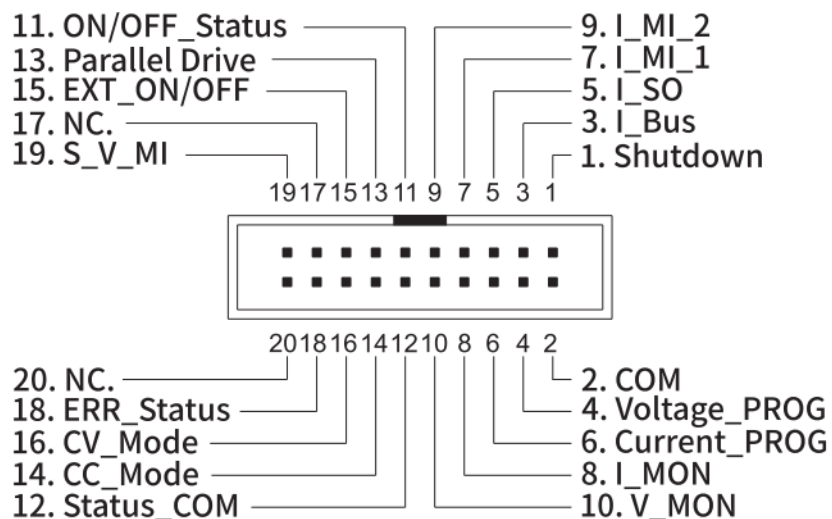 11. ON/OFF_Status
13. Parallel Drive
15. EXT_ON/OFF
17. NC.
19. S_V_MI
9. I_MI_2
7. I_MI_1
5. I_SO
3. I_Bus
1. Shutdown
19 17 15 13 11 9 7 5 3 1
20 18 16 14 12 10 8 6 4 2
20. NC.
18. ERR_Status
16. CV_Mode
14. CC_Mode
12. Status_COM
2. COM
4. Voltage_PROG
6. Current_PROG
8. I_MON
10. V_MON